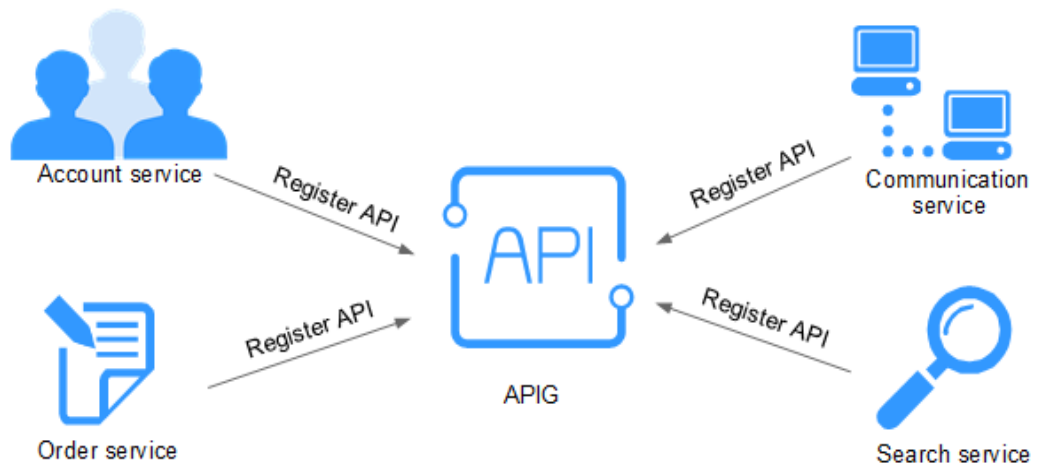 Account service
Register API
Register API
Communication
service
API
Register API
Register API
APIG
Order service
Search service